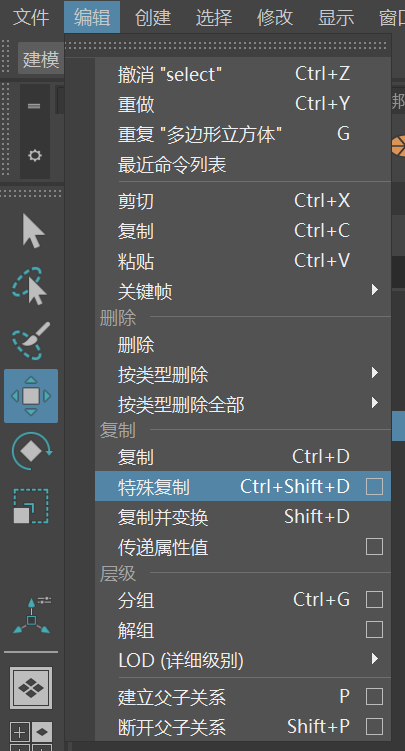 文件 编辑 创建 选择 修改 显示
建模
撤消 "select" Ctrl+Z
重做 Ctrl+Y
重复 "多边形立方体" G
最近命令列表
剪切 Ctrl+X
复制 Ctrl+C
粘贴 Ctrl+V
关键帧
删除
删除
按类型删除
按类型删除全部
复制
复制 Ctrl+D
特殊复制 Ctrl+Shift+D
复制并变换 Shift+D
传递属性值
层级
分组 Ctrl+G
解组
LOD (详细级别)
建立父子关系 P
断开父子关系 Shift+P